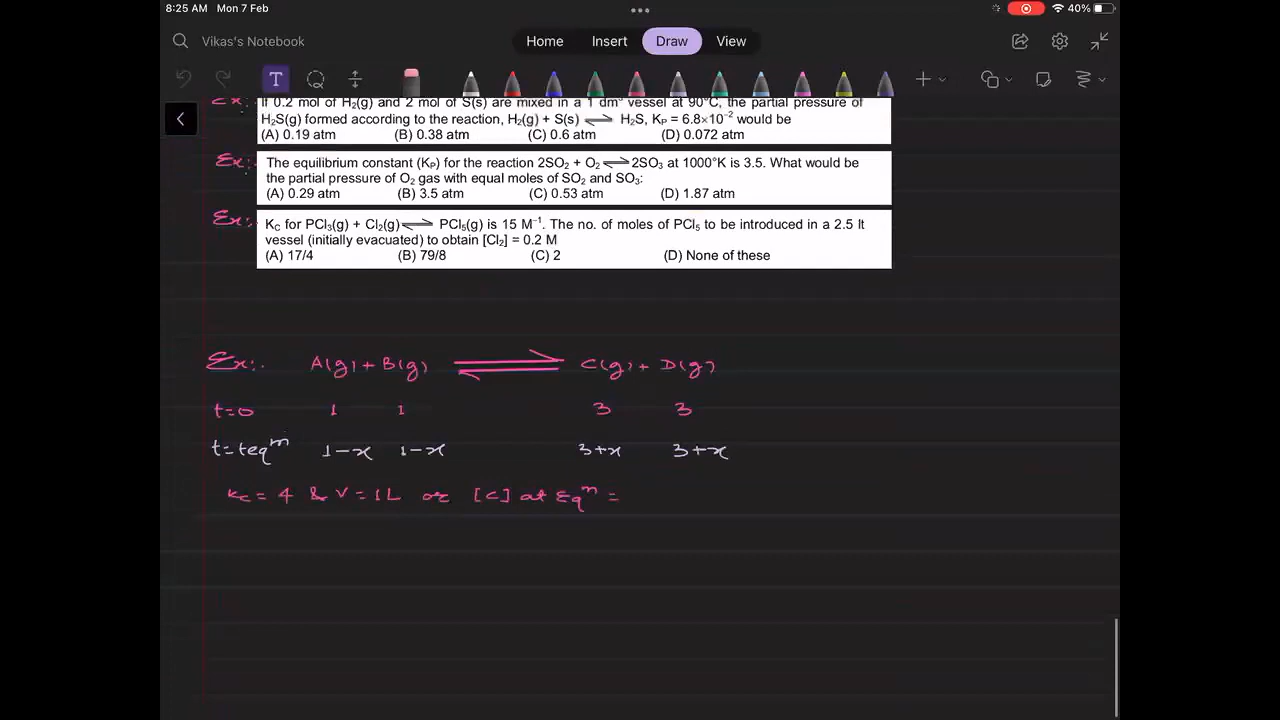 8:25 AM Mon 7 Feb
40%
Vikas's Notebook
Home Insert Draw View
Ex:. If 0.2 mol of H₂(g) and 2 mol of S(s) are mixed in a 1 dm³ vessel at 90°C, the partial pressure of
H₂S(g) formed according to the reaction, H₂(g) + S(s) ⇌ H₂S, Kₚ = 6.8×10⁻² would be
(A) 0.19 atm (B) 0.38 atm (C) 0.6 atm (D) 0.072 atm
Ex:. The equilibrium constant (Kₚ) for the reaction 2SO₂ + O₂⇌2SO₃ at 1000°K is 3.5. What would be
the partial pressure of O₂ gas with equal moles of SO₂ and SO₃:
(A) 0.29 atm (B) 3.5 atm (C) 0.53 atm (D) 1.87 atm
Ex:. K_C for PCl₃(g) + Cl₂(g)⇌ PCl₅(g) is 15 M⁻¹. The no. of moles of PCl₅ to be introduced in a 2.5 lt
vessel (initially evacuated) to obtain [Cl₂] = 0.2 M
(A) 17/4 (B) 79/8 (C) 2 (D) None of these
Ex:. A(g) + B(g) ⇌ C(g) + D(g)
t=0 1 1 3 3
t=teqᵐ 1-x 1-x 3+x 3+x
Kc = 4 & V = 1L or [C] at Eqᵐ =